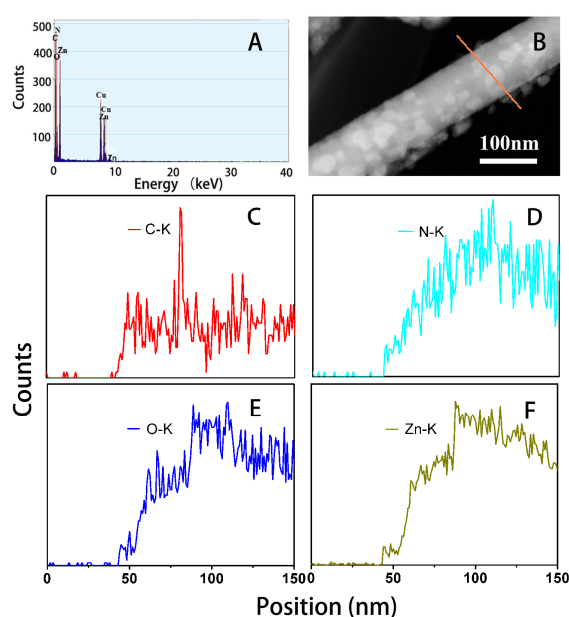 500
400
300
200
100
Counts
N
C
Zn
O
Cu
Cu
Zn
Zn
A
0 10 20 30 40
Energy (keV)
B
100nm
C-K
C
N-K
D
Counts
O-K
E
Zn-K
F
0 50 100 150
0 50 100 150
Position (nm)